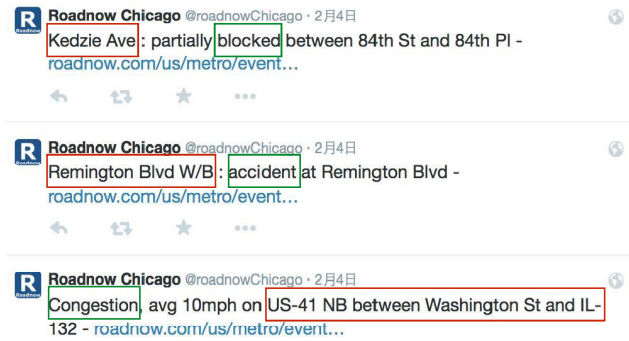 R Roadnow Chicago @roadnowChicago · 2月4日
Kedzie Ave : partially blocked between 84th St and 84th Pl -
Roadnow roadnow.com/us/metro/event...
R Roadnow Chicago @roadnowChicago · 2月4日
Remington Blvd W/B : accident at Remington Blvd -
Roadnow roadnow.com/us/metro/event...
R Roadnow Chicago @roadnowChicago · 2月4日
Roadnow Congestion, avg 10mph on US-41 NB between Washington St and IL-
132 - roadnow.com/us/metro/event...